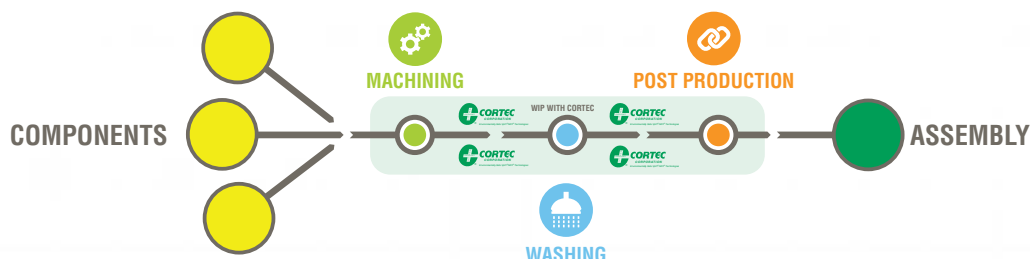 MACHINING
POST PRODUCTION
COMPONENTS
WIP WITH CORTEC
CORTEC
CORPORATION
CORTEC
CORPORATION
CORTEC
CORPORATION
CORTEC
CORPORATION
ASSEMBLY
WASHING